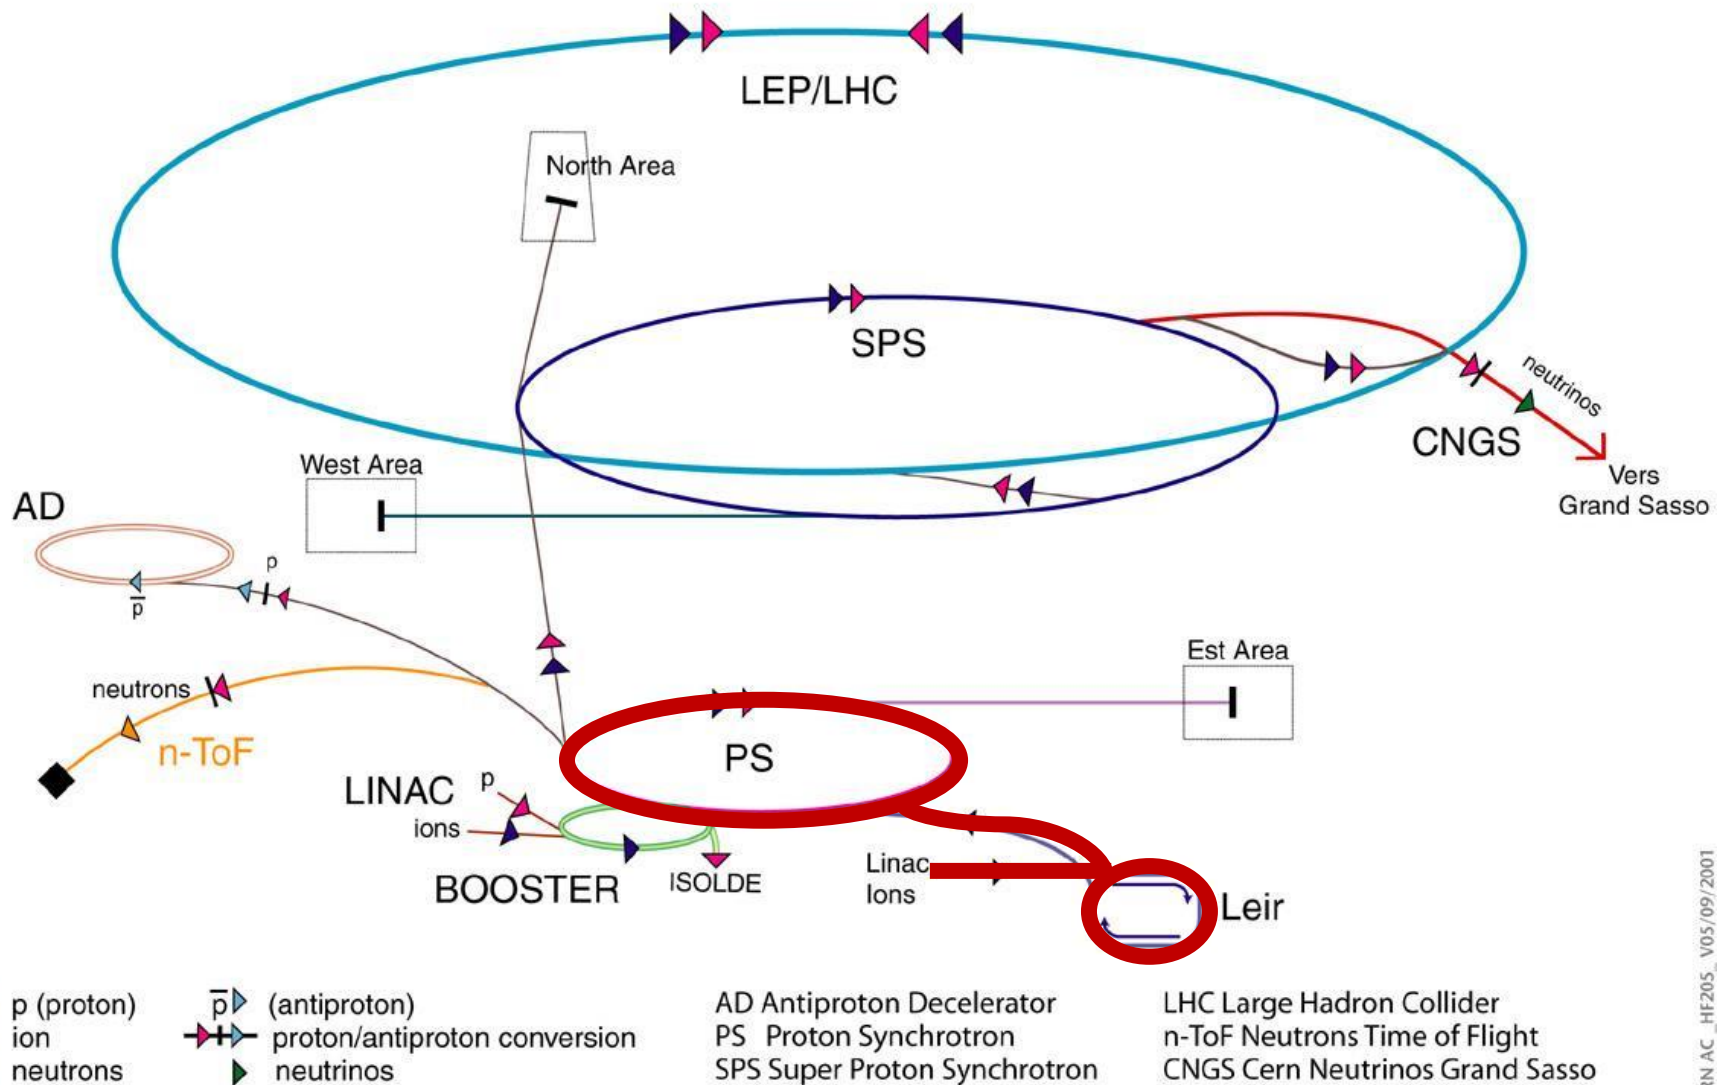 LEP/LHC
North Area
SPS
neutrinos
CNGS
Vers
Grand Sasso
West Area
AD
p
p̅
neutrons
n-ToF
Est Area
PS
LINAC
p
ions
BOOSTER
ISOLDE
Linac
Ions
Leir
p (proton)
ion
neutrons
p̅ (antiproton)
proton/antiproton conversion
neutrinos
AD Antiproton Decelerator
PS Proton Synchrotron
SPS Super Proton Synchrotron
LHC Large Hadron Collider
n-ToF Neutrons Time of Flight
CNGS Cern Neutrinos Grand Sasso
AC_HF205_V05/09/2001